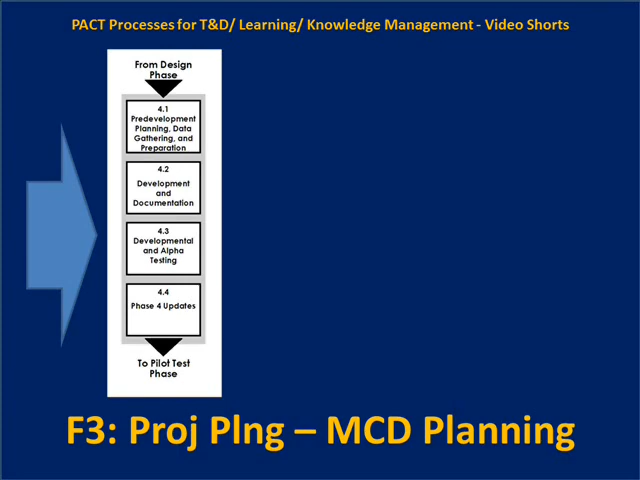 PACT Processes for T&D/ Learning/ Knowledge Management - Video Shorts
From Design
Phase
4.1
Predevelopment
Planning, Data
Gathering, and
Preparation
4.2
Development
and
Documentation
4.3
Developmental
and Alpha
Testing
4.4
Phase 4 Updates
To Pilot Test
Phase
F3: Proj Plng – MCD Planning